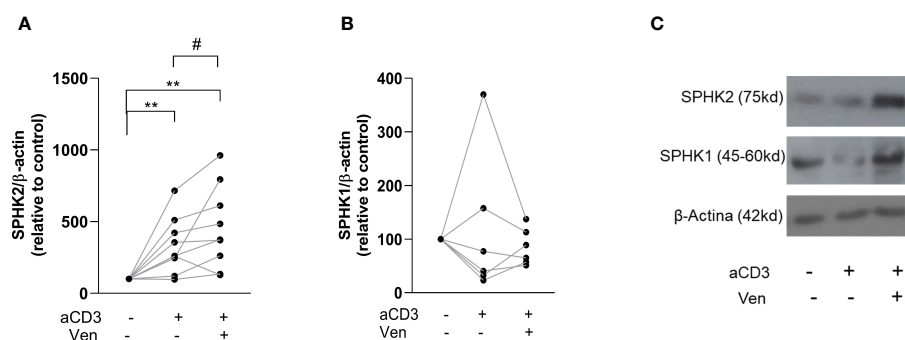 A
#
**
**
1500
1000
500
0
SPHK2/β-actin
(relative to control)
aCD3 - + +
Ven - - +
B
400
300
200
100
0
SPHK1/β-actin
(relative to control)
aCD3 - + +
Ven - - +
C
SPHK2 (75kd)
SPHK1 (45-60kd)
β-Actina (42kd)
aCD3 - + +
Ven - - +